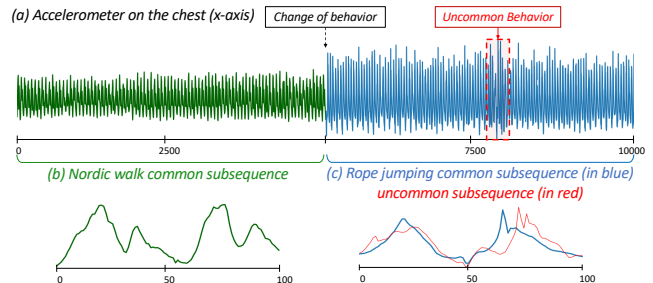 (a) Accelerometer on the chest (x-axis)
Change of behavior
Uncommon Behavior
0 2500 7500 10000
(b) Nordic walk common subsequence
(c) Rope jumping common subsequence (in blue)
uncommon subsequence (in red)
0 50 100
0 50 100